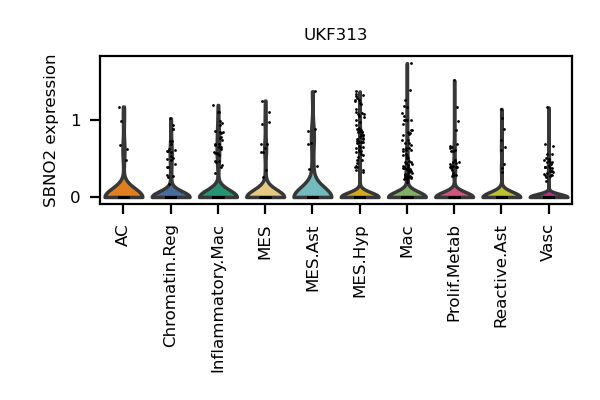 UKF313
SBNO2 expression
1
0
AC
Chromatin.Reg
Inflammatory.Mac
MES
MES.Ast
MES.Hyp
Mac
Prolif.Metab
Reactive.Ast
Vasc